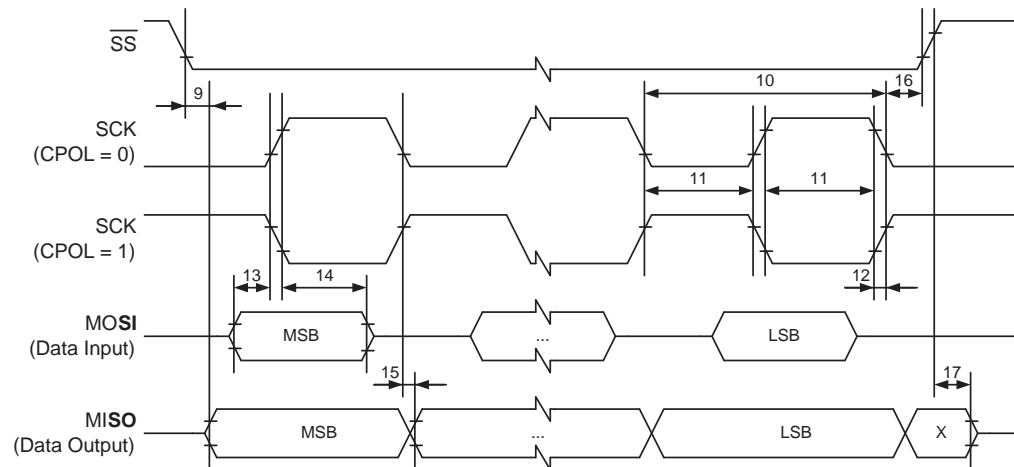 SS
9
10
16
SCK
(CPOL = 0)
11
11
SCK
(CPOL = 1)
13
14
12
MOSI
(Data Input)
MSB
...
LSB
15
17
MISO
(Data Output)
MSB
...
LSB
X